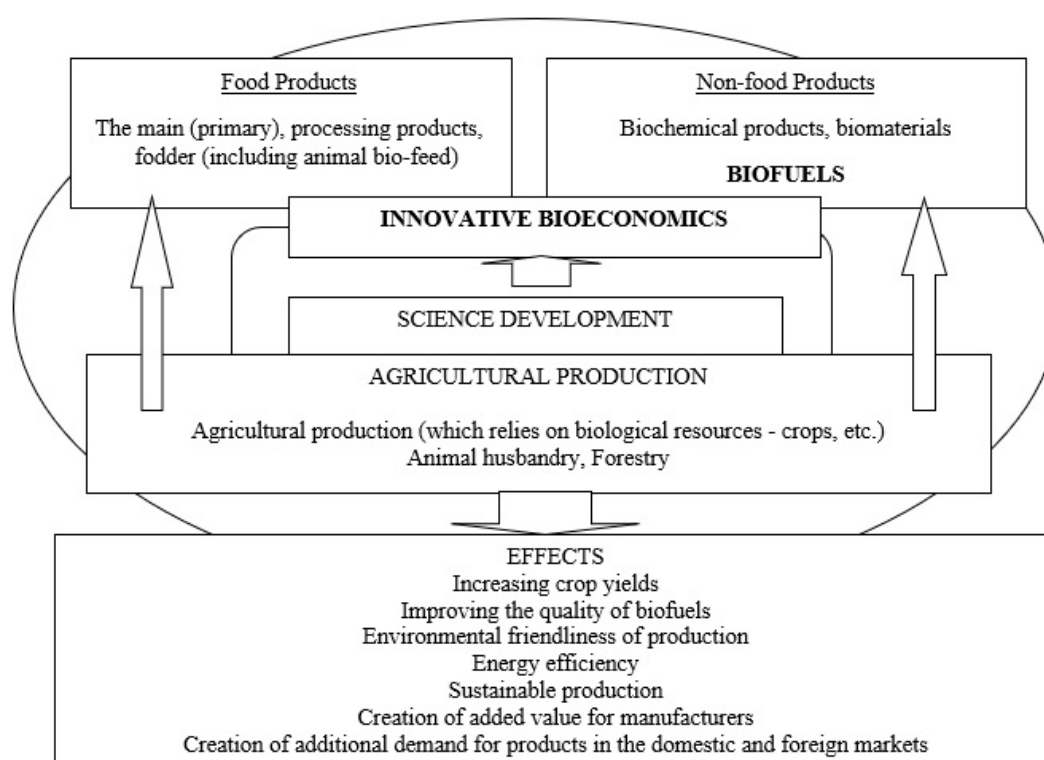 Food Products
The main (primary), processing products,
fodder (including animal bio-feed)
Non-food Products
Biochemical products, biomaterials
BIOFUELS
INNOVATIVE BIOECONOMICS
SCIENCE DEVELOPMENT
AGRICULTURAL PRODUCTION
Agricultural production (which relies on biological resources - crops, etc.)
Animal husbandry, Forestry
EFFECTS
Increasing crop yields
Improving the quality of biofuels
Environmental friendliness of production
Energy efficiency
Sustainable production
Creation of added value for manufacturers
Creation of additional demand for products in the domestic and foreign markets